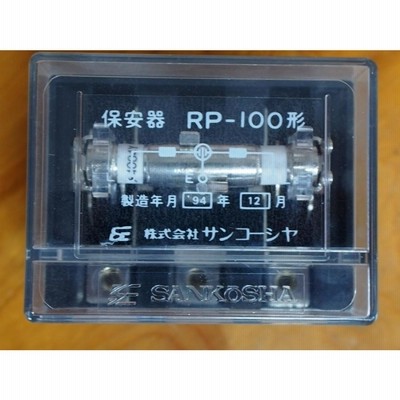 保安器 RP-100形
E
製造年月 '94 年 12 月
株式会社 サンコーシヤ
SANKOSHA